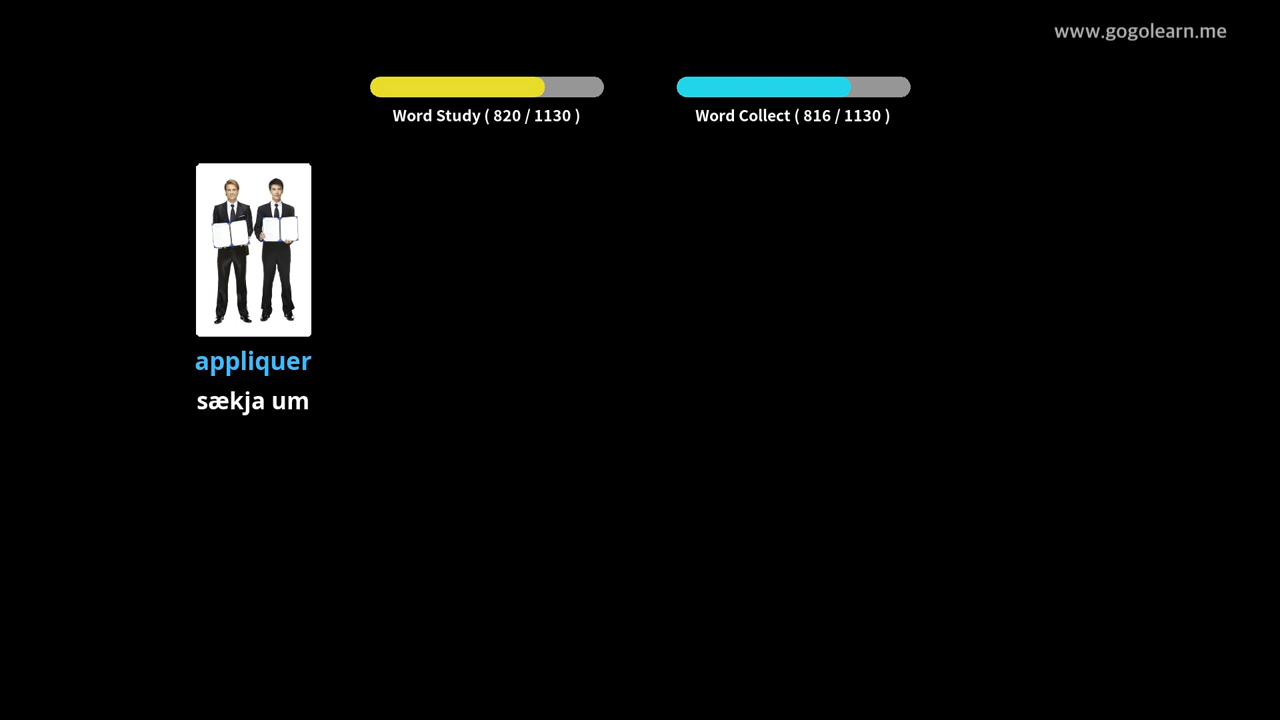 www.gogolearn.me
Word Study ( 820 / 1130 )
Word Collect ( 816 / 1130 )
appliquer
sækja um